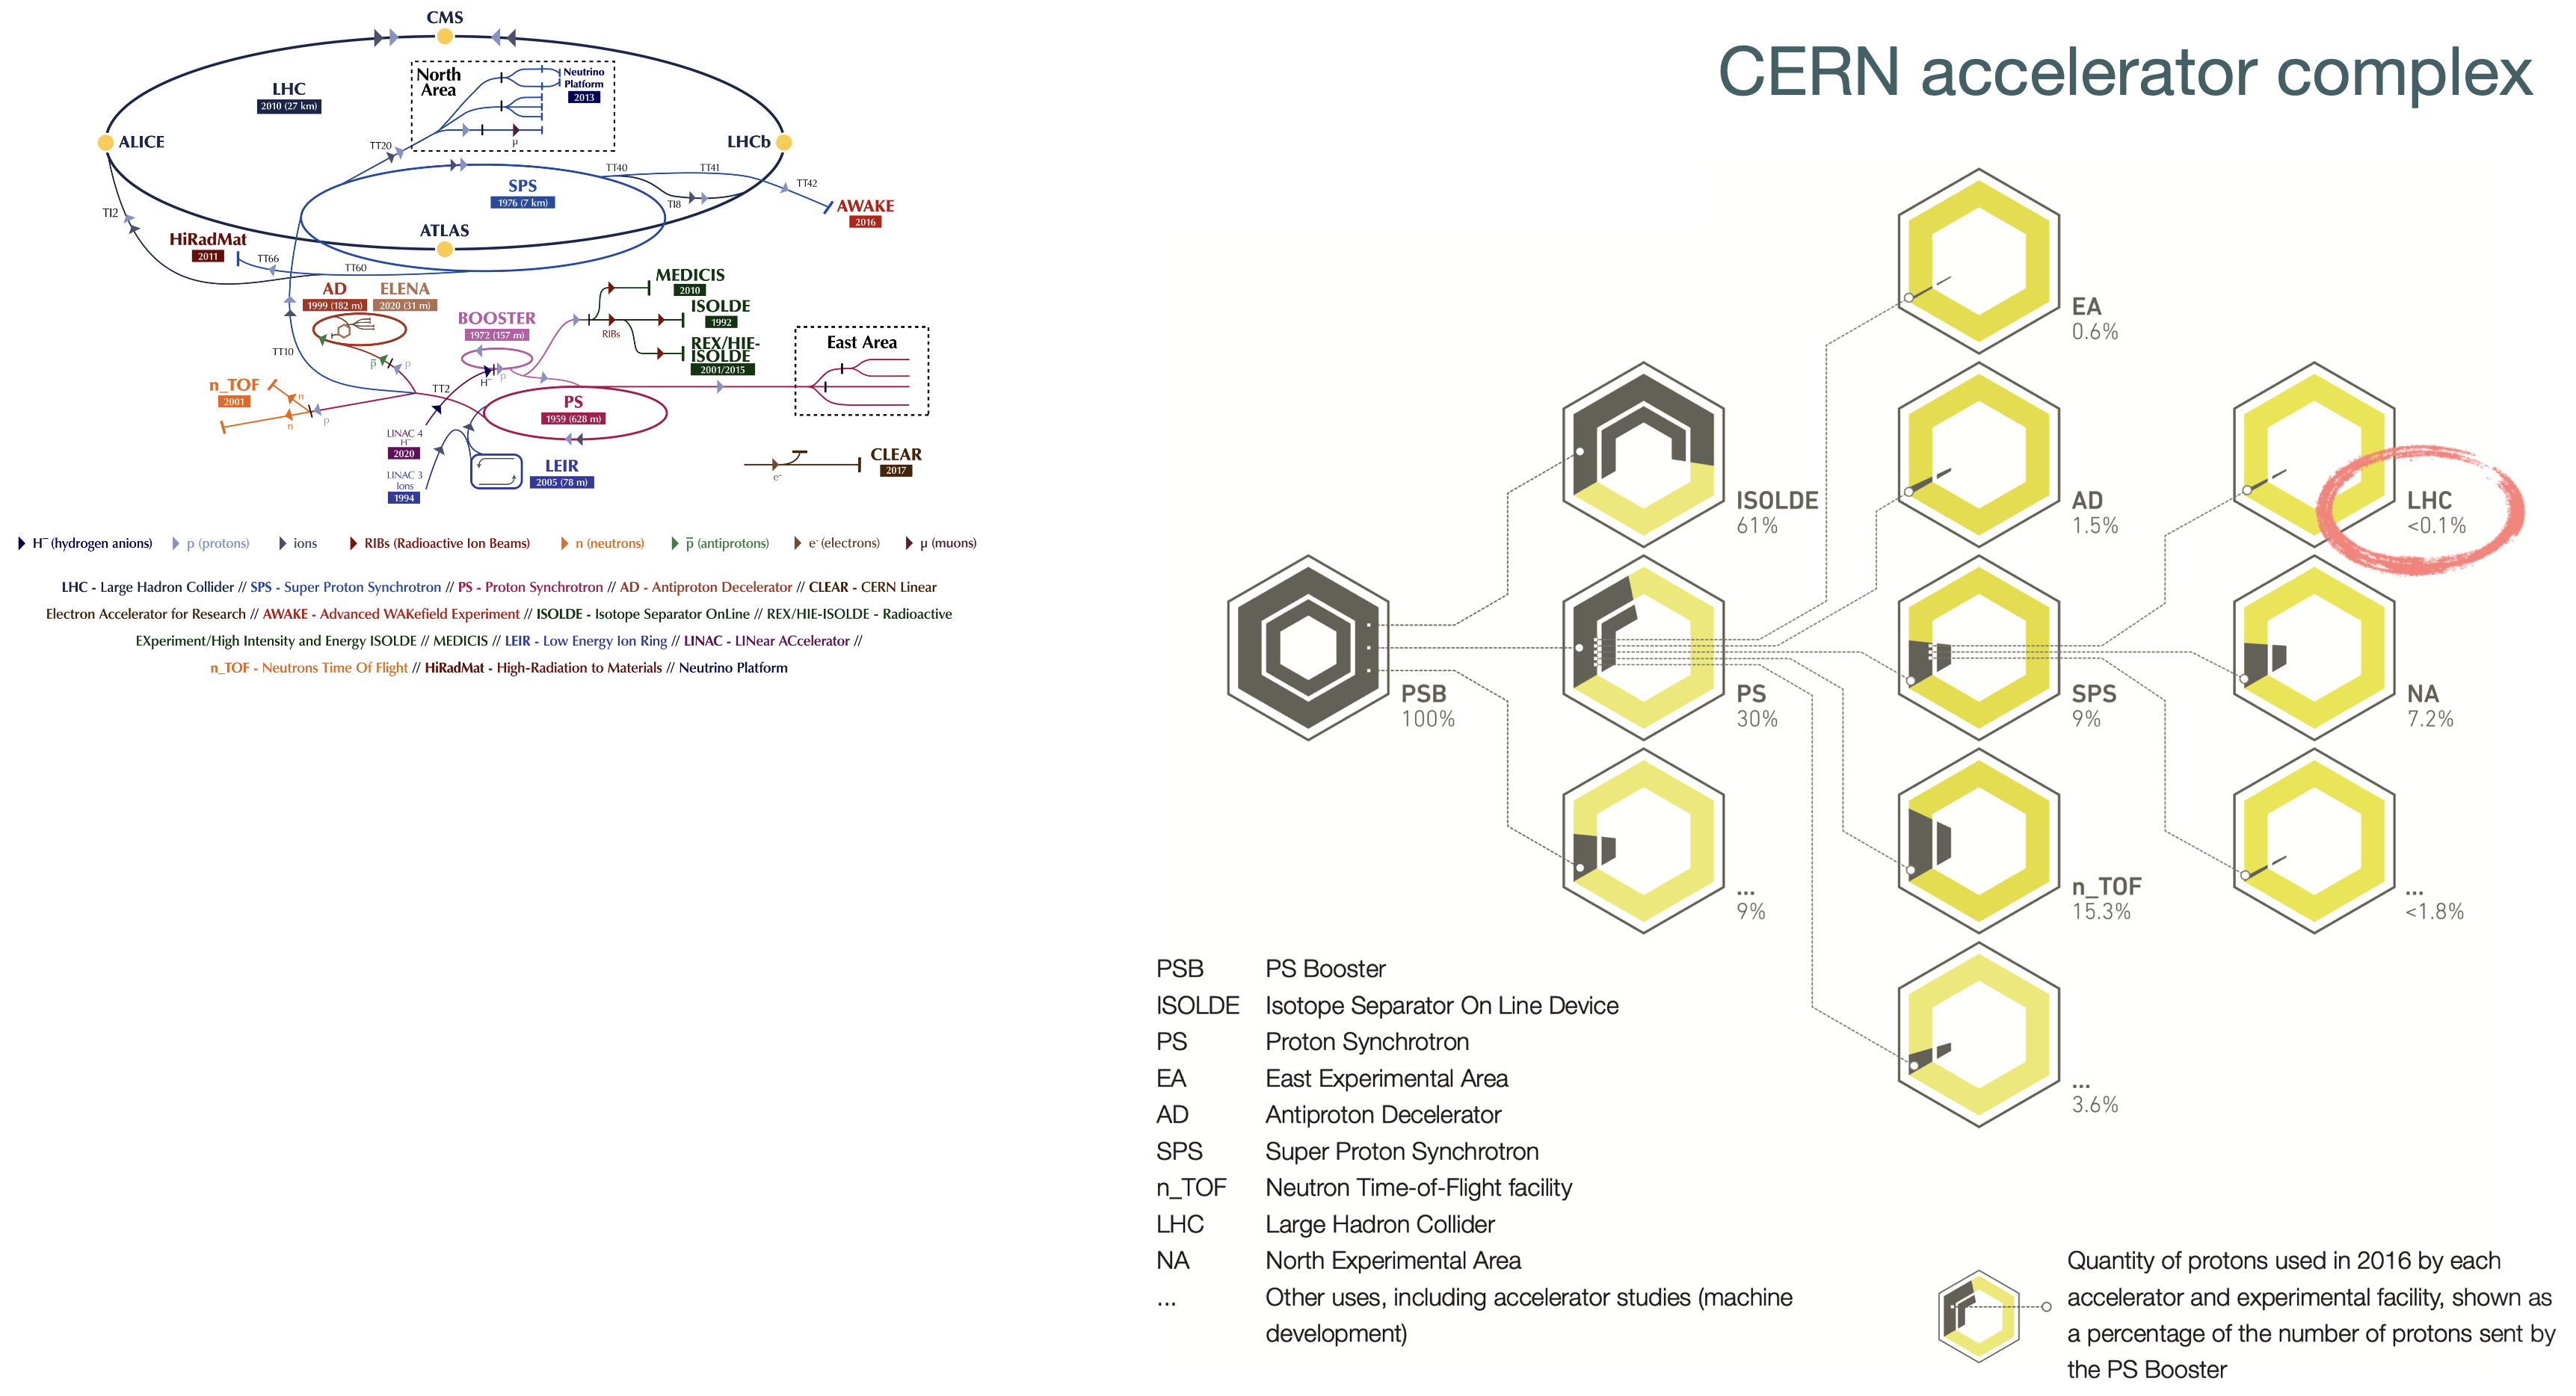 CERN accelerator complex
CMS
LHC
2010 (27 km)
North
Area
Neutrino
Platform
2013
ALICE
LHCb
TT20
μ
SPS
1976 (7 km)
TT40
TT41
TT42
TI8
TI2
AWAKE
2016
ATLAS
HiRadMat
2011
TT66
TT60
AD
1999 (182 m)
ELENA
2020 (31 m)
MEDICIS
2010
ISOLDE
1992
BOOSTER
1972 (157 m)
RIBs
REX/HIE-
ISOLDE
2001/2015
East Area
TT10
p̅
p
H⁻
p
TT2
n_TOF
2001
n
n
p
PS
1959 (628 m)
LINAC 4
H⁻
2020
LINAC 3
Ions
1994
LEIR
2005 (78 m)
e⁻
CLEAR
2017
H⁻ (hydrogen anions) p (protons) ions RIBs (Radioactive Ion Beams) n (neutrons) p̅ (antiprotons) e⁻ (electrons) μ (muons)
LHC - Large Hadron Collider // SPS - Super Proton Synchrotron // PS - Proton Synchrotron // AD - Antiproton Decelerator // CLEAR - CERN Linear
Electron Accelerator for Research // AWAKE - Advanced WAKefield Experiment // ISOLDE - Isotope Separator OnLine // REX/HIE-ISOLDE - Radioactive
EXperiment/High Intensity and Energy ISOLDE // MEDICIS // LEIR - Low Energy Ion Ring // LINAC - LINear ACcelerator //
n_TOF - Neutrons Time Of Flight // HiRadMat - High-Radiation to Materials // Neutrino Platform
EA
0.6%
ISOLDE
61%
AD
1.5%
LHC
<0.1%
PSB
100%
PS
30%
SPS
9%
NA
7.2%
...
9%
n_TOF
15.3%
...
<1.8%
...
3.6%
PSB PS Booster
ISOLDE Isotope Separator On Line Device
PS Proton Synchrotron
EA East Experimental Area
AD Antiproton Decelerator
SPS Super Proton Synchrotron
n_TOF Neutron Time-of-Flight facility
LHC Large Hadron Collider
NA North Experimental Area
... Other uses, including accelerator studies (machine
development)
Quantity of protons used in 2016 by each
accelerator and experimental facility, shown as
a percentage of the number of protons sent by
the PS Booster